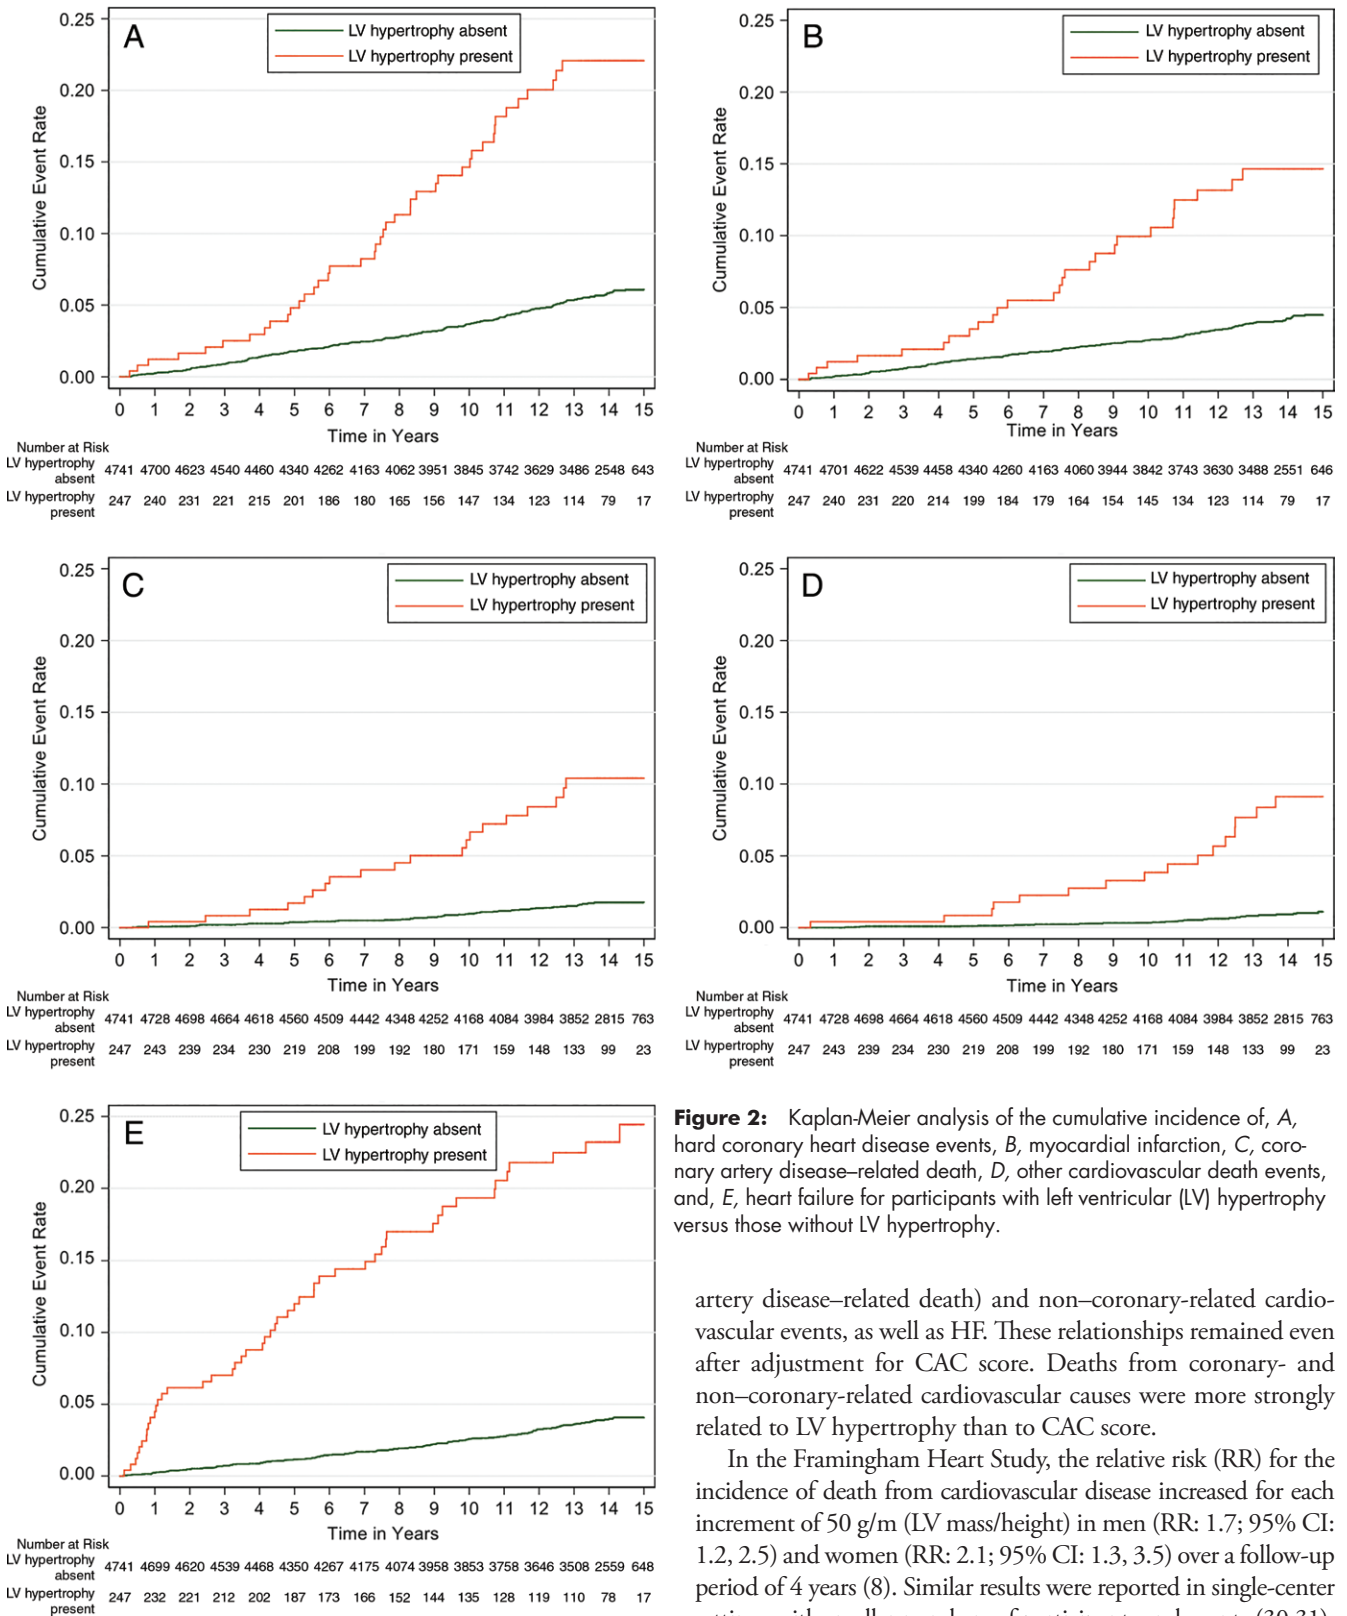 A
LV hypertrophy absent
LV hypertrophy present
0.25
0.20
0.15
0.10
0.05
0.00
Cumulative Event Rate
0 1 2 3 4 5 6 7 8 9 10 11 12 13 14 15
Time in Years
Number at Risk
LV hypertrophy
absent
4741 4700 4623 4540 4460 4340 4262 4163 4062 3951 3845 3742 3629 3486 2548 643
LV hypertrophy
present
247 240 231 221 215 201 186 180 165 156 147 134 123 114 79 17
B
LV hypertrophy absent
LV hypertrophy present
0.25
0.20
0.15
0.10
0.05
0.00
Cumulative Event Rate
0 1 2 3 4 5 6 7 8 9 10 11 12 13 14 15
Time in Years
Number at Risk
LV hypertrophy
absent
4741 4701 4622 4539 4458 4340 4260 4163 4060 3944 3842 3743 3630 3488 2551 646
LV hypertrophy
present
247 240 231 220 214 199 184 179 164 154 145 134 123 114 79 17
C
LV hypertrophy absent
LV hypertrophy present
0.25
0.20
0.15
0.10
0.05
0.00
Cumulative Event Rate
0 1 2 3 4 5 6 7 8 9 10 11 12 13 14 15
Time in Years
Number at Risk
LV hypertrophy
absent
4741 4728 4698 4664 4618 4560 4509 4442 4348 4252 4168 4084 3984 3852 2815 763
LV hypertrophy
present
247 243 239 234 230 219 208 199 192 180 171 159 148 133 99 23
D
LV hypertrophy absent
LV hypertrophy present
0.25
0.20
0.15
0.10
0.05
0.00
Cumulative Event Rate
0 1 2 3 4 5 6 7 8 9 10 11 12 13 14 15
Time in Years
Number at Risk
LV hypertrophy
absent
4741 4728 4698 4664 4618 4560 4509 4442 4348 4252 4168 4084 3984 3852 2815 763
LV hypertrophy
present
247 243 239 234 230 219 208 199 192 180 171 159 148 133 99 23
E
LV hypertrophy absent
LV hypertrophy present
0.25
0.20
0.15
0.10
0.05
0.00
Cumulative Event Rate
0 1 2 3 4 5 6 7 8 9 10 11 12 13 14 15
Time in Years
Number at Risk
LV hypertrophy
absent
4741 4699 4620 4539 4468 4350 4267 4175 4074 3958 3853 3758 3646 3508 2559 648
LV hypertrophy
present
247 232 221 212 202 187 173 166 152 144 135 128 119 110 78 17
Figure 2: Kaplan-Meier analysis of the cumulative incidence of, A,
hard coronary heart disease events, B, myocardial infarction, C, coro-
nary artery disease–related death, D, other cardiovascular death events,
and, E, heart failure for participants with left ventricular (LV) hypertrophy
versus those without LV hypertrophy.
artery disease–related death) and non–coronary-related cardio-
vascular events, as well as HF. These relationships remained even
after adjustment for CAC score. Deaths from coronary- and
non–coronary-related cardiovascular causes were more strongly
related to LV hypertrophy than to CAC score.
In the Framingham Heart Study, the relative risk (RR) for the
incidence of death from cardiovascular disease increased for each
increment of 50 g/m (LV mass/height) in men (RR: 1.7; 95% CI:
1.2, 2.5) and women (RR: 2.1; 95% CI: 1.3, 3.5) over a follow-up
period of 4 years (8). Similar results were reported in single-center